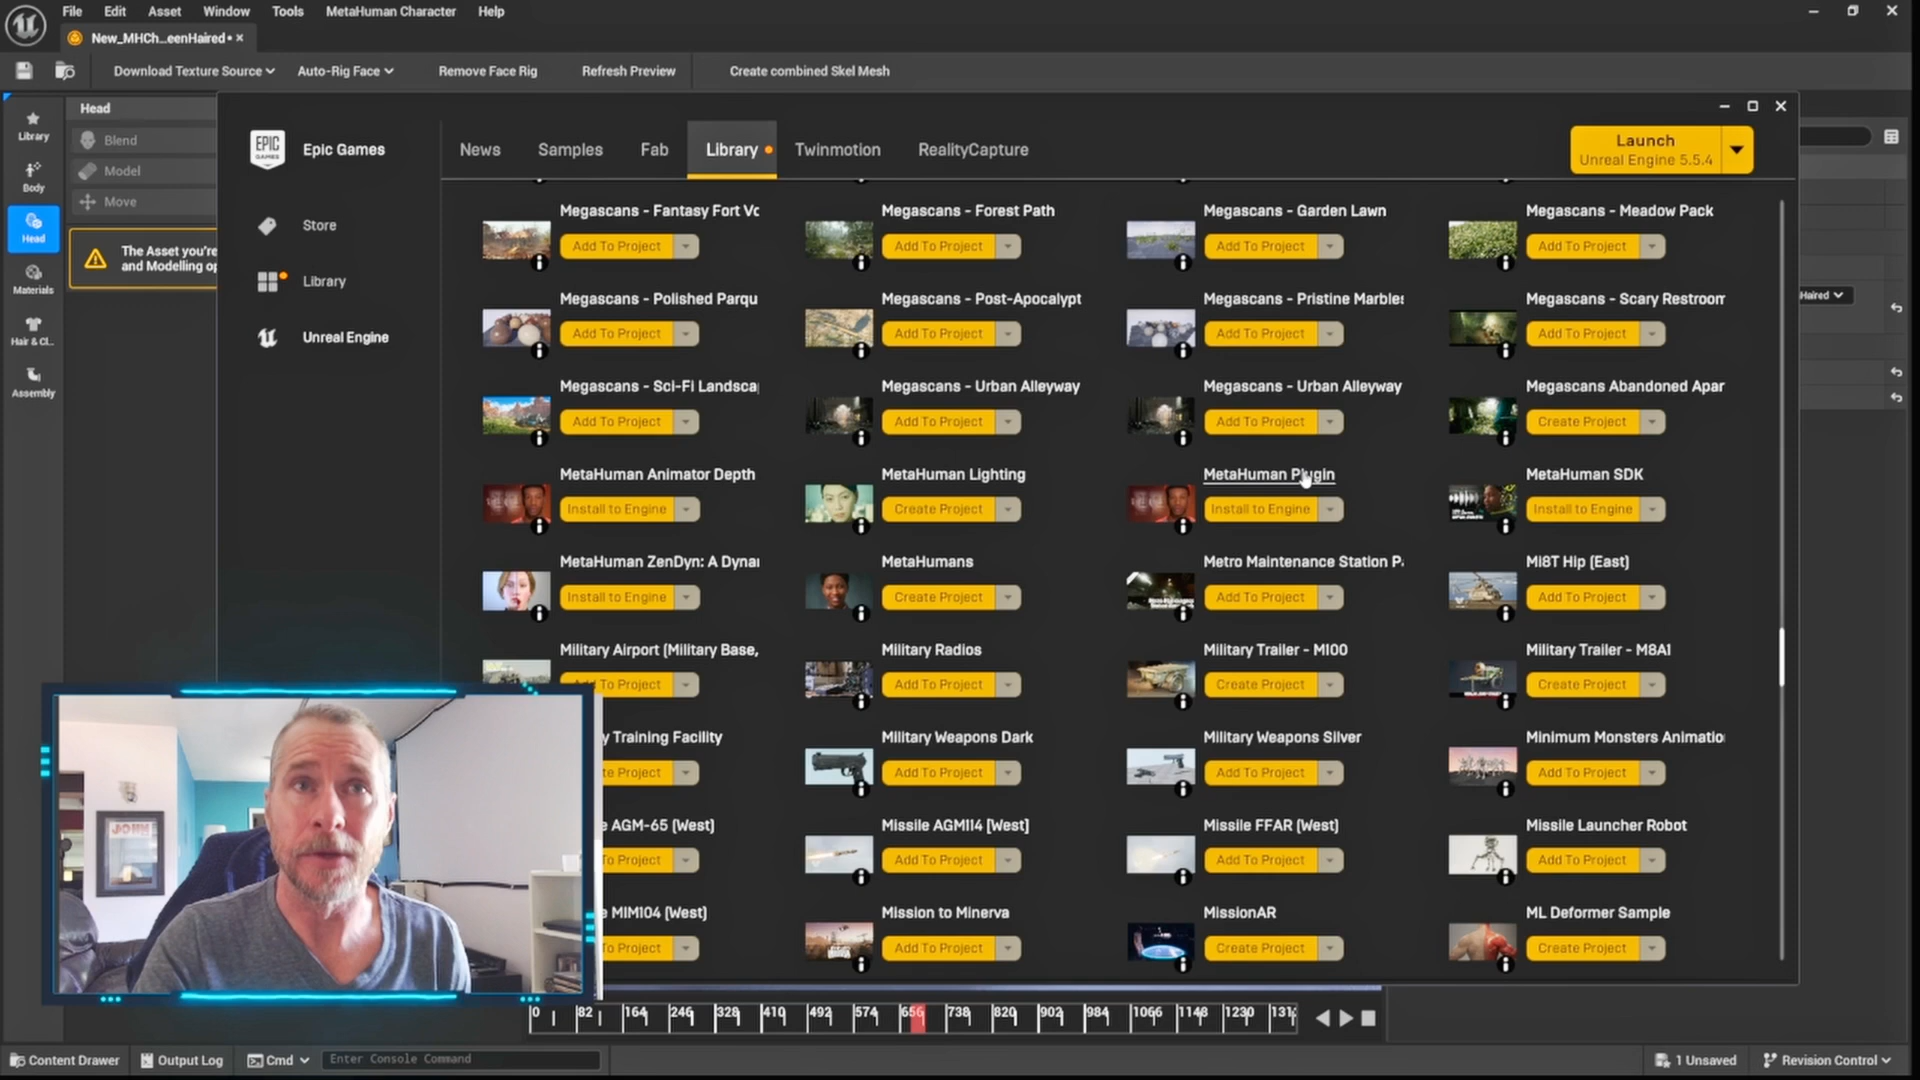 File Edit Asset Window Tools MetaHuman Character Help
New_MHCh...eenHaired•
Download Texture Source Auto-Rig Face Remove Face Rig Refresh Preview Create combined Skel Mesh
Library
Body
Head
Materials
Hair & Cl...
Assembly
Head
Blend
Model
Move
The Asset you're
and Modelling op
EPIC GAMES
Epic Games
Store
Library
Unreal Engine
News Samples Fab Library Twinmotion RealityCapture
Launch
Unreal Engine 5.5.4
Haired
Megascans - Fantasy Fort Vo Megascans - Forest Path Megascans - Garden Lawn Megascans - Meadow Pack
Add To Project Add To Project Add To Project Add To Project
Megascans - Polished Parqu Megascans - Post-Apocalypt Megascans - Pristine Marbles Megascans - Scary Restroom
Add To Project Add To Project Add To Project Add To Project
Megascans - Sci-Fi Landscap Megascans - Urban Alleyway Megascans - Urban Alleyway Megascans Abandoned Apar
Add To Project Add To Project Add To Project Create Project
MetaHuman Animator Depth MetaHuman Lighting MetaHuman Plugin MetaHuman SDK
Install to Engine Create Project Install to Engine Install to Engine
MetaHuman ZenDyn: A Dynar MetaHumans Metro Maintenance Station Pa Mi8T Hip (East)
Install to Engine Create Project Add To Project Add To Project
Military Airport (Military Base, Military Radios Military Trailer - M100 Military Trailer - M8A1
To Project Add To Project Create Project Create Project
y Training Facility Military Weapons Dark Military Weapons Silver Minimum Monsters Animatio
te Project Add To Project Add To Project Add To Project
e AGM-65 (West) Missile AGM114 (West) Missile FFAR (West) Missile Launcher Robot
To Project Add To Project Add To Project Add To Project
e MIM104 (West) Mission to Minerva MissionAR ML Deformer Sample
To Project Add To Project Create Project Create Project
JOHN
0 82 164 246 328 410 492 574 656 738 820 902 984 1066 1148 1230 1312
Content Drawer Output Log Cmd Enter Console Command 1 Unsaved Revision Control